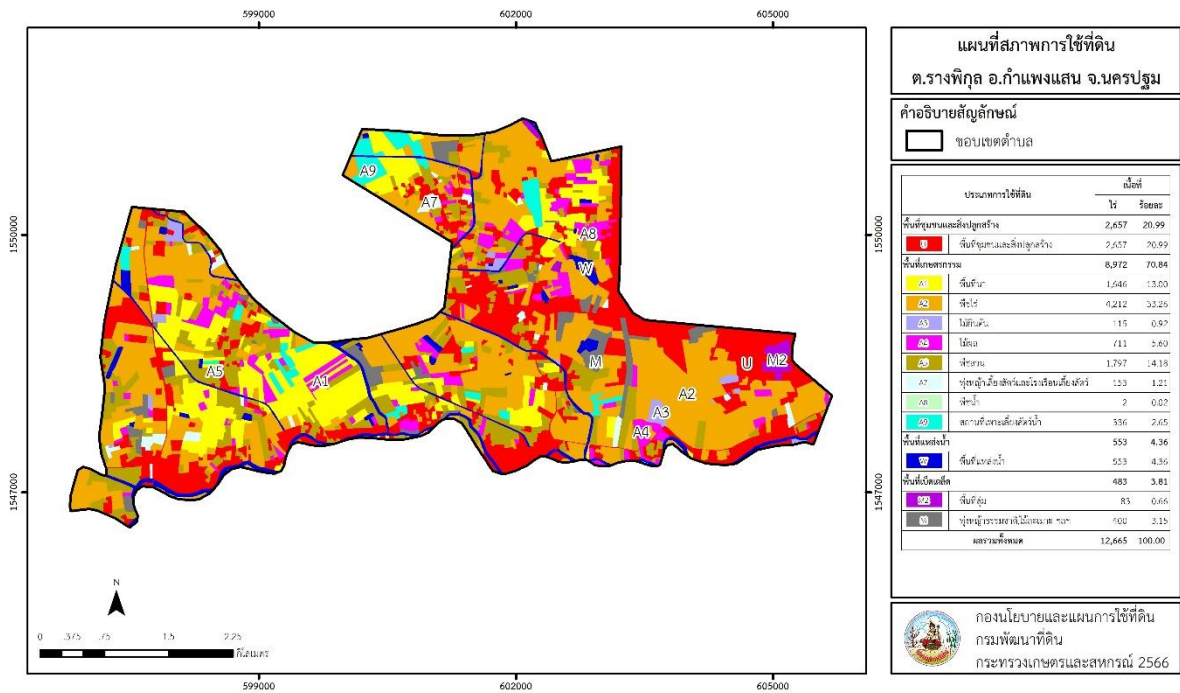 599000 602000 605000
แผนที่สภาพการใช้ที่ดิน
ต.รางพิกุล อ.กำแพงแสน จ.นครปฐม
คำอธิบายสัญลักษณ์
ขอบเขตตำบล
ประเภทการใช้ที่ดิน เนื้อที่
ไร่ ร้อยละ
พื้นที่ชุมชนและสิ่งปลูกสร้าง 2,657 20.99
U พื้นที่ชุมชนและสิ่งปลูกสร้าง 2,657 20.99
พื้นที่เกษตรกรรม 8,972 70.84
A1 พื้นที่นา 1,646 13.00
A2 พืชไร่ 4,212 33.26
A3 ไม้ยืนต้น 115 0.92
A4 ไม้ผล 711 5.60
พืชสวน 1,797 14.18
A7 ทุ่งหญ้าเลี้ยงสัตว์และโรงเรือนเลี้ยงสัตว์ 153 1.21
A8 พืชน้ำ 2 0.02
A9 สถานที่เพาะเลี้ยงสัตว์น้ำ 336 2.65
พื้นที่แหล่งน้ำ 553 4.36
W พื้นที่แหล่งน้ำ 553 4.36
พื้นที่เบ็ดเตล็ด 483 3.81
M2 พื้นที่ลุ่ม 83 0.66
M ทุ่งหญ้าธรรมชาติ,ไม้ละเมาะ ฯลฯ 400 3.15
ผลรวมทั้งหมด 12,665 100.00
A9
A7
A8
1550000 1550000
W
M
U M2
A5
A1
A2
A3
A4
1547000 1547000
N
0 .375 .75 1.5 2.25
กิโลเมตร
599000 602000 605000
กองนโยบายและแผนการใช้ที่ดิน
กรมพัฒนาที่ดิน
กระทรวงเกษตรและสหกรณ์ 2566